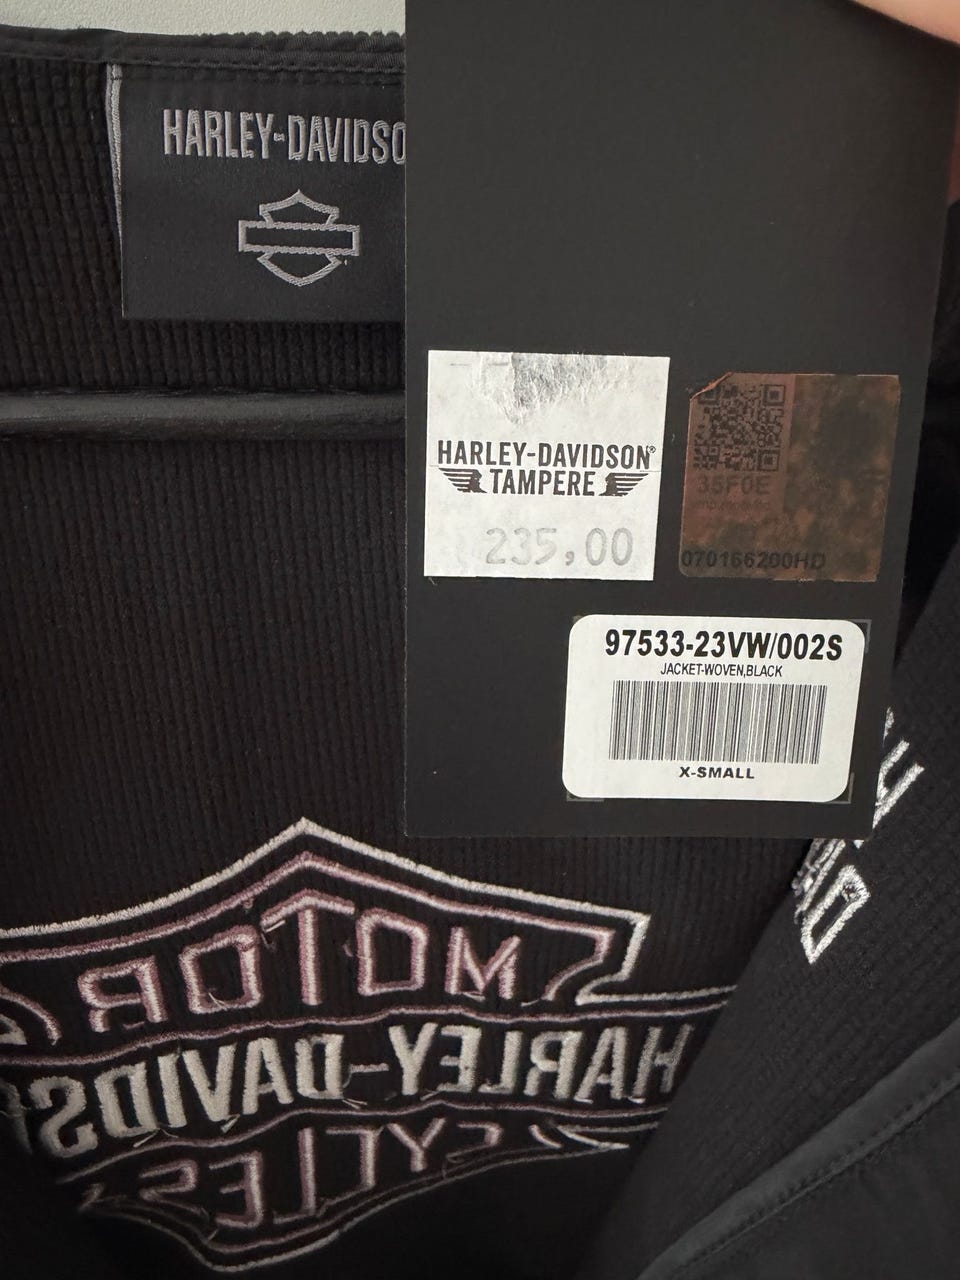 HARLEY-DAVIDSO
HARLEY-DAVIDSON®
TAMPERE
235,00
35F0E
070166200HD
97533-23VW/002S
JACKET-WOVEN,BLACK
X-SMALL
MOTOR
HARLEY-DAVIDS
CYCLES